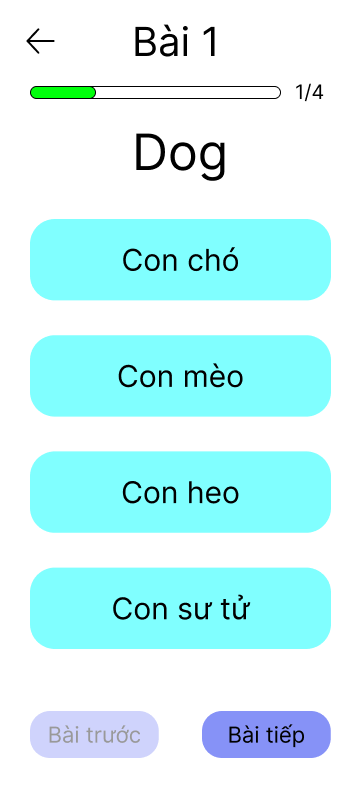 Bài 1
1/4
Dog
Con chó
Con mèo
Con heo
Con sư tử
Bài trước
Bài tiếp